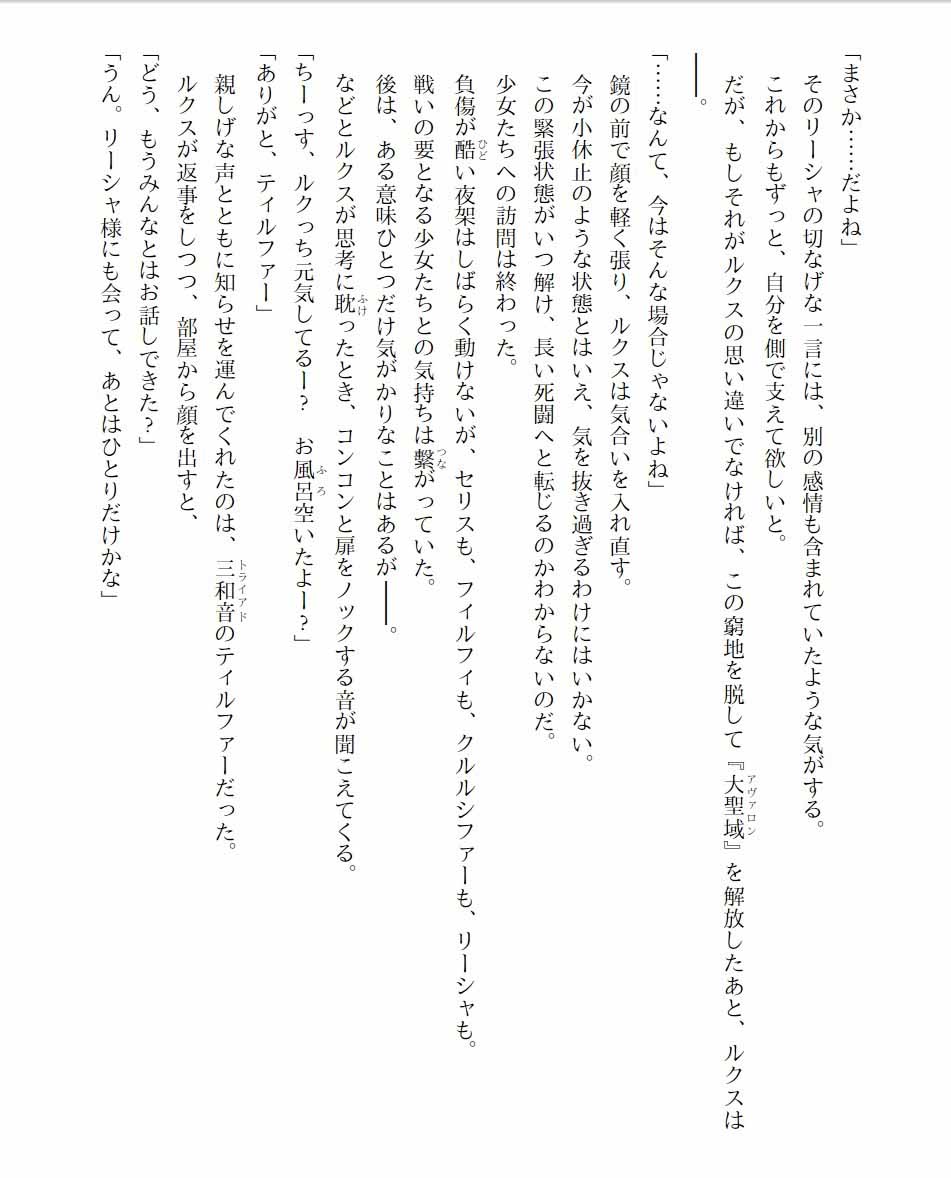 「まさか……だよね」
そのリーシャの切なげな一言には、別の感情も含まれていたような気がする。
これからもずっと、自分を側で支えて欲しいと。
だが、もしそれがルクスの思い違いでなければ、この窮地を脱して『大聖域』を解放したあと、ルクスは
――。
「……なんて、今はそんな場合じゃないよね」
鏡の前で顔を軽く張り、ルクスは気合いを入れ直す。
今が小休止のような状態とはいえ、気を抜き過ぎるわけにはいかない。
この緊張状態がいつ解け、長い死闘へと転じるのかわからないのだ。
少女たちへの訪問は終わった。
負傷が酷い夜架はしばらく動けないが、セリスも、フィルフィも、クルルシファーも、リーシャも。
戦いの要となる少女たちとの気持ちは繋がっていた。
後は、ある意味ひとつだけ気がかりなことはあるが――。
などとルクスが思考に耽ったとき、コンコンと扉をノックする音が聞こえてくる。
「ちーっす、ルクっち元気してるー?　お風呂空いたよー?」
「ありがと、ティルファー」
親しげな声とともに知らせを運んでくれたのは、三和音のティルファーだった。
ルクスが返事をしつつ、部屋から顔を出すと、
「どう、もうみんなとはお話しできた?」
「うん。リーシャ様にも会って、あとはひとりだけかな」
アヴァロン
ひど
つな
ふけ
ふろ
トライアド